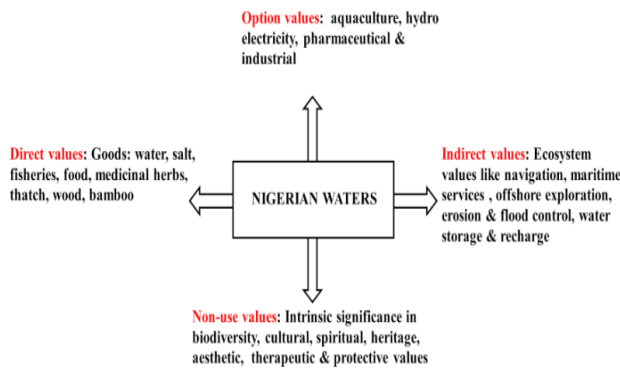 Option values: aquaculture, hydro
electricity, pharmaceutical &
industrial
Direct values: Goods: water, salt,
fisheries, food, medicinal herbs,
thatch, wood, bamboo
NIGERIAN WATERS
Indirect values: Ecosystem
values like navigation, maritime
services , offshore exploration,
erosion & flood control, water
storage & recharge
Non-use values: Intrinsic significance in
biodiversity, cultural, spiritual, heritage,
aesthetic, therapeutic & protective values